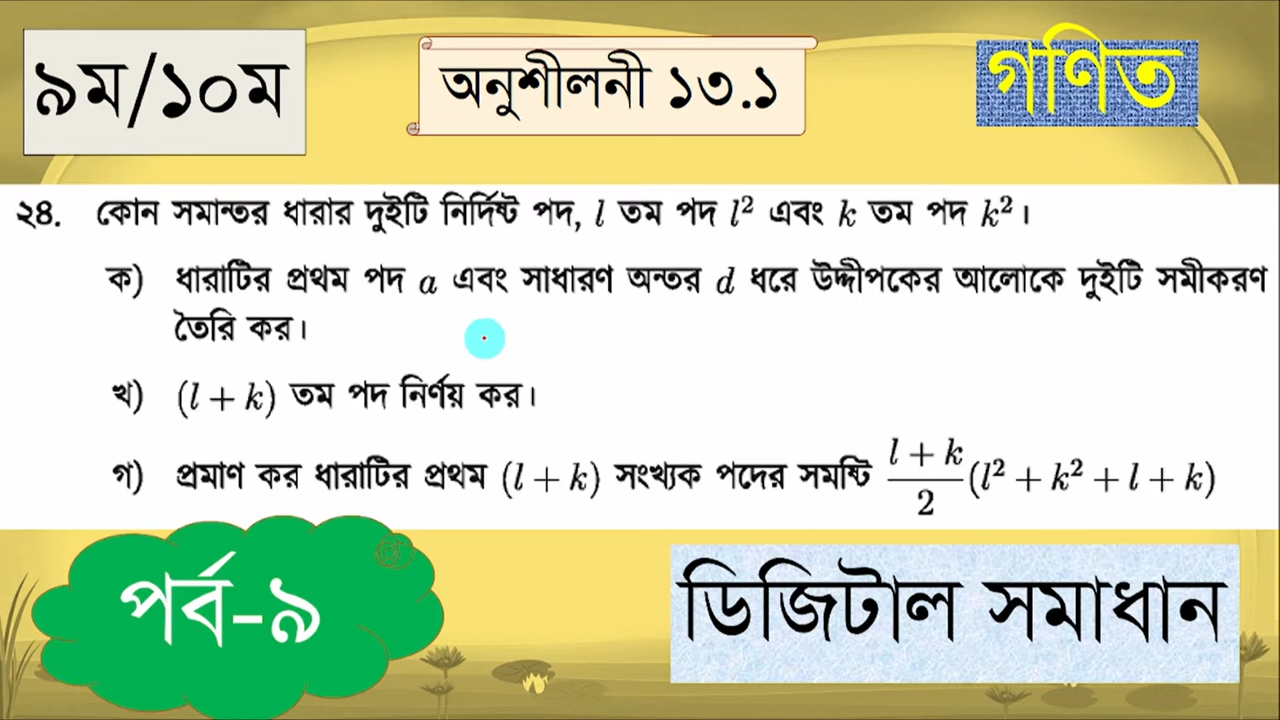 ৯ম/১০ম
অনুশীলনী ১৩.১
গণিত
২৪. কোন সমান্তর ধারার দুইটি নির্দিষ্ট পদ, l তম পদ l² এবং k তম পদ k²।
ক) ধারাটির প্রথম পদ a এবং সাধারণ অন্তর d ধরে উদ্দীপকের আলোকে দুইটি সমীকরণ
তৈরি কর।
খ) (l + k) তম পদ নির্ণয় কর।
গ) প্রমাণ কর ধারাটির প্রথম (l + k) সংখ্যক পদের সমষ্টি \frac{l + k}{2}(l² + k² + l + k)
পর্ব-৯
ডিজিটাল সমাধান